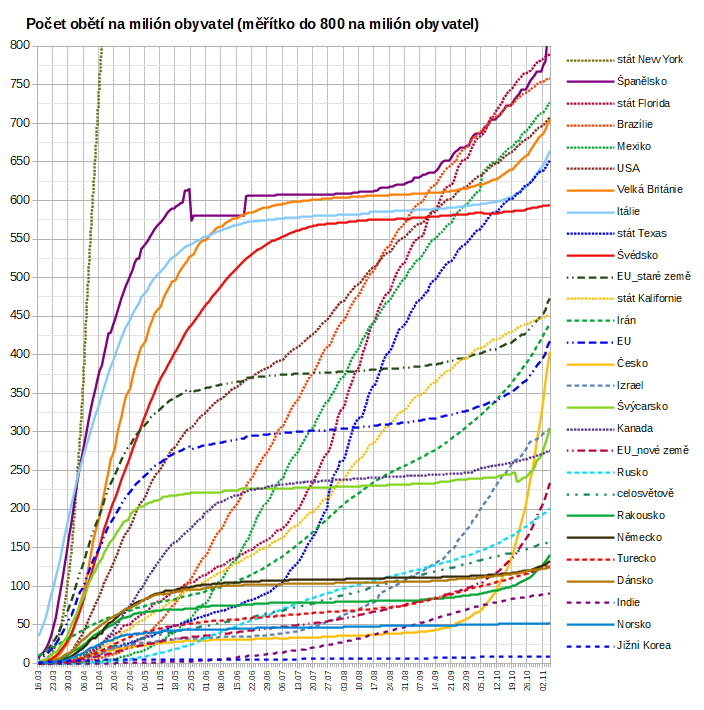 Počet obětí na milión obyvatel (měřítko do 800 na milión obyvatel)
800
750
700
650
600
550
500
450
400
350
300
250
200
150
100
50
0
stát New York
Španělsko
stát Florida
Brazílie
Mexiko
USA
Velká Británie
Itálie
stát Texas
Švédsko
EU_staré země
stát Kalifornie
Írán
EU
Česko
Izrael
Švýcarsko
Kanada
EU_nové země
Rusko
celosvětově
Rakousko
Německo
Turecko
Dánsko
Indie
Norsko
Jižní Korea
16.03 23.03 30.03 06.04 13.04 20.04 27.04 04.05 11.05 18.05 25.05 01.06 08.06 15.06 22.06 29.06 06.07 13.07 20.07 27.07 03.08 10.08 17.08 24.08 31.08 07.09 14.09 21.09 28.09 05.10 12.10 19.10 26.10 02.11